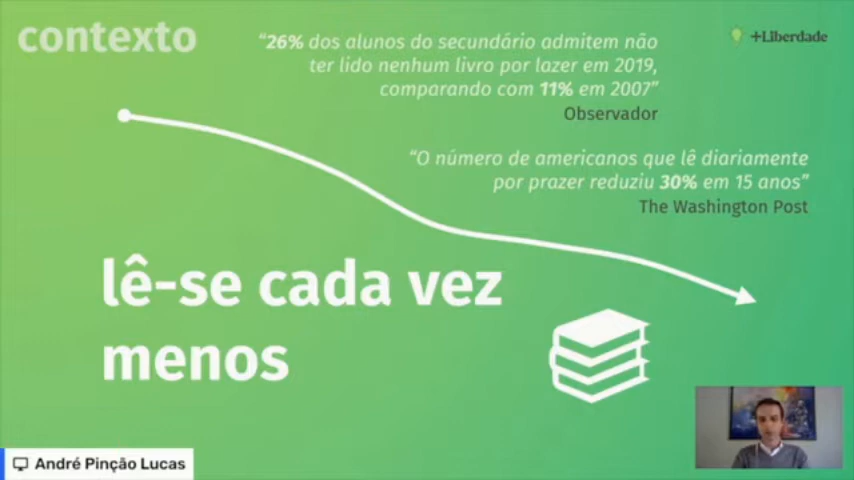 contexto
“26% dos alunos do secundário admitem não
ter lido nenhum livro por lazer em 2019,
comparando com 11% em 2007”
Observador
+Liberdade
“O número de americanos que lê diariamente
por prazer reduziu 30% em 15 anos”
The Washington Post
lê-se cada vez
menos
André Pinção Lucas